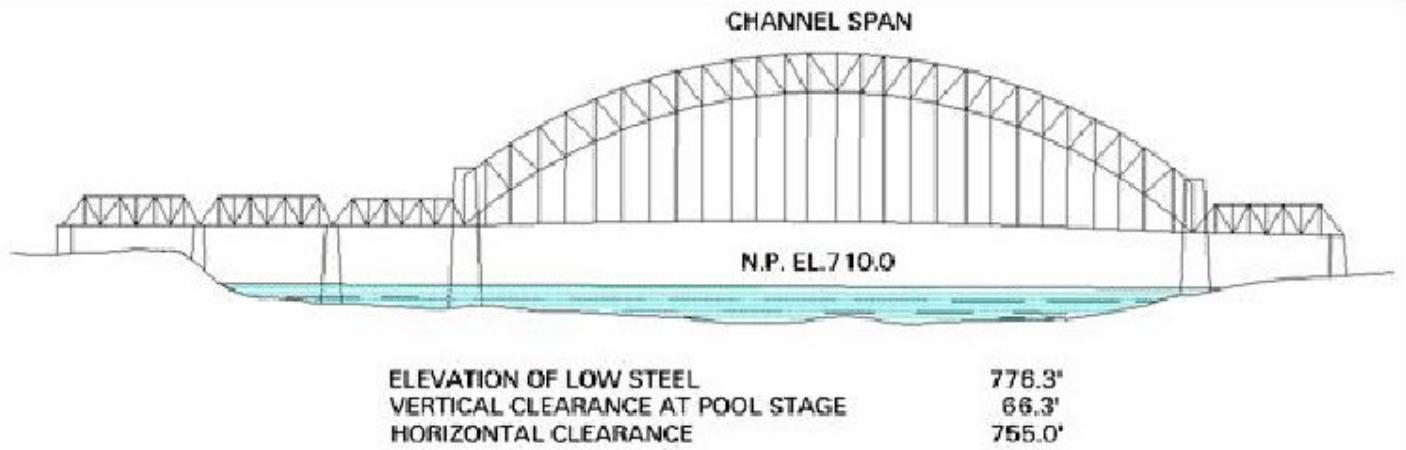 CHANNEL SPAN
N.P. EL.710.0
ELEVATION OF LOW STEEL 776.3'
VERTICAL CLEARANCE AT POOL STAGE 66.3'
HORIZONTAL CLEARANCE 755.0'